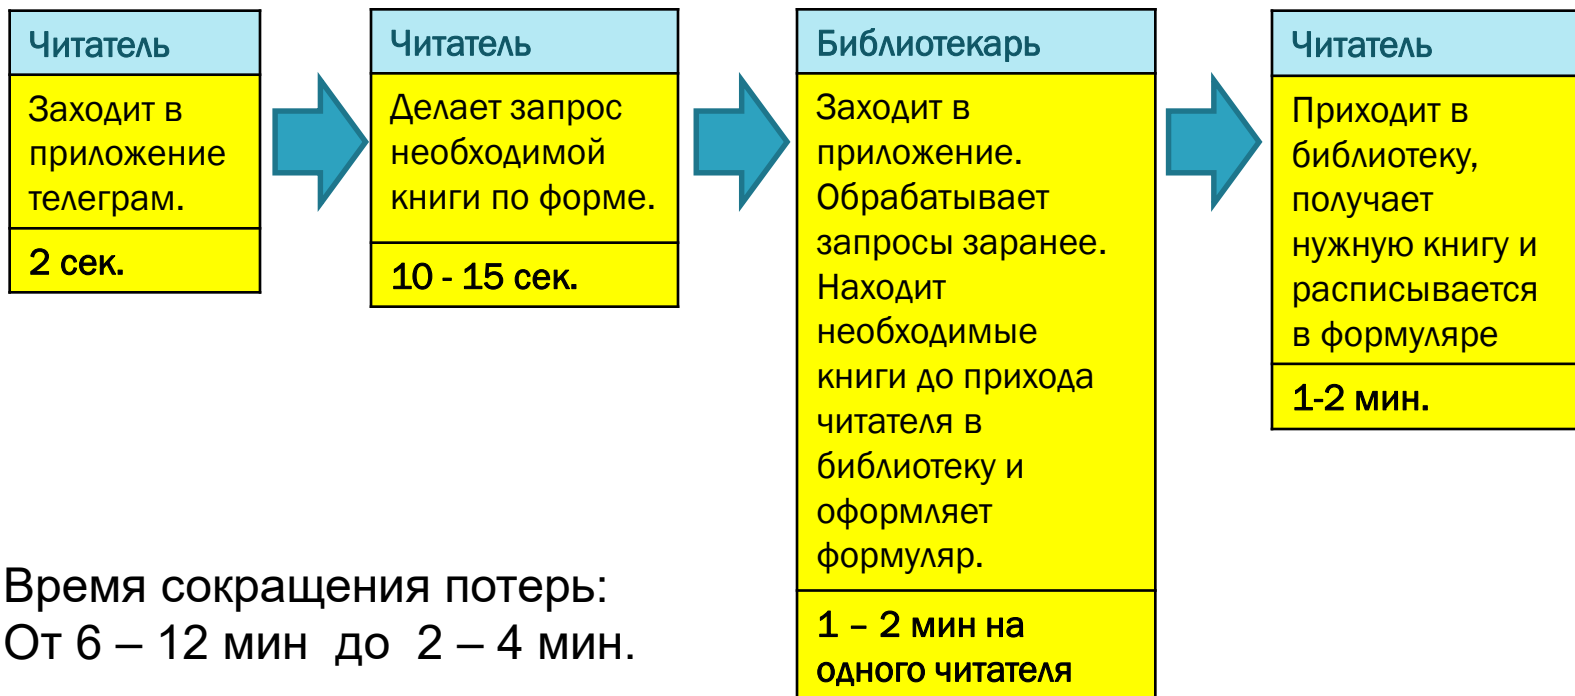 Читатель
Заходит в
приложение
телеграм.
2 сек.
Читатель
Делает запрос
необходимой
книги по форме.
10 - 15 сек.
Библиотекарь
Заходит в
приложение.
Обрабатывает
запросы заранее.
Находит
необходимые
книги до прихода
читателя в
библиотеку и
оформляет
формуляр.
1 – 2 мин на
одного читателя
Читатель
Приходит в
библиотеку,
получает
нужную книгу и
расписывается
в формуляре
1-2 мин.
Время сокращения потерь:
От 6 – 12 мин до 2 – 4 мин.